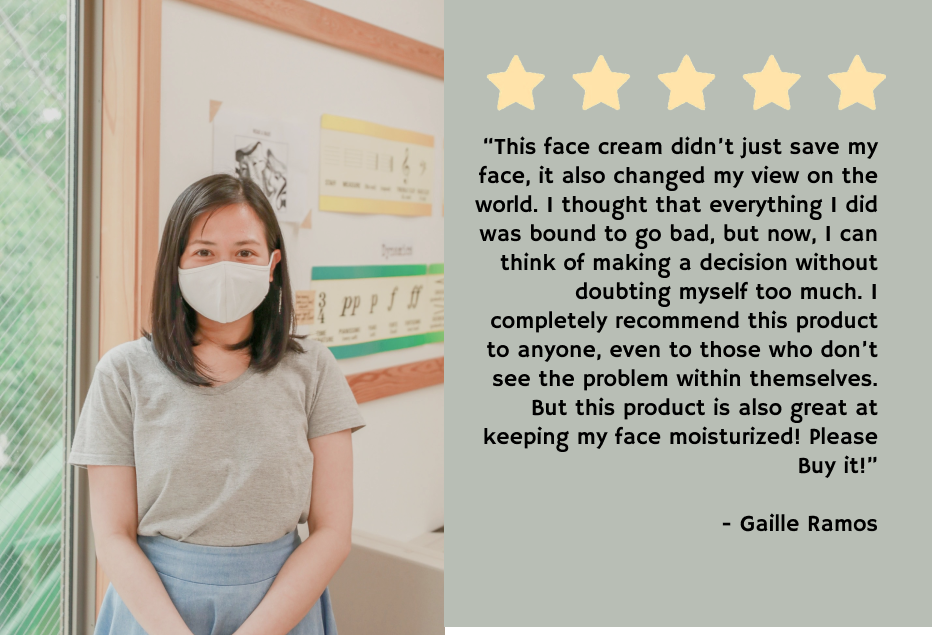 “This face cream didn’t just save my
face, it also changed my view on the
world. I thought that everything I did
was bound to go bad, but now, I can
think of making a decision without
doubting myself too much. I
completely recommend this product
to anyone, even to those who don’t
see the problem within themselves.
But this product is also great at
keeping my face moisturized! Please
Buy it!”
- Gaille Ramos
Dynamics
pp p f ff